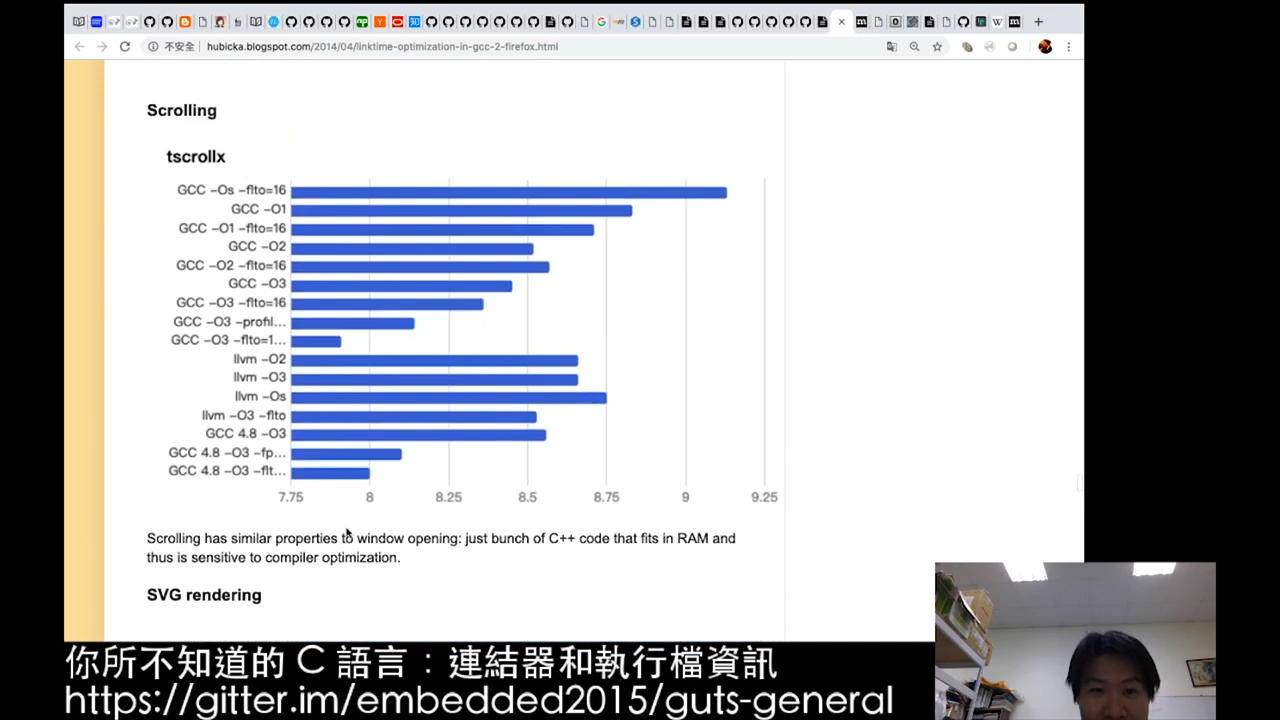 不安全 hubicka.blogspot.com/2014/04/linktime-optimization-in-gcc-2-firefox.html
Scrolling
tscrollx
GCC -Os -flto=16
GCC -O1
GCC -O1 -flto=16
GCC -O2
GCC -O2 -flto=16
GCC -O3
GCC -O3 -flto=16
GCC -O3 -profil...
GCC -O3 -flto=1...
llvm -O2
llvm -O3
llvm -Os
llvm -O3 -flto
GCC 4.8 -O3
GCC 4.8 -O3 -fp...
GCC 4.8 -O3 -flt...
7.75 8 8.25 8.5 8.75 9 9.25
Scrolling has similar properties to window opening: just bunch of C++ code that fits in RAM and
thus is sensitive to compiler optimization.
SVG rendering
你所不知道的 C 語言：連結器和執行檔資訊
https://gitter.im/embedded2015/guts-general